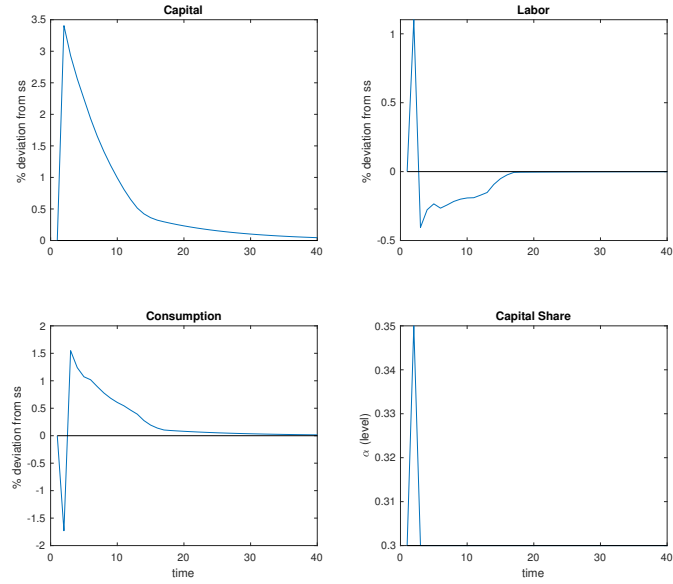 Capital
% deviation from ss
3.5
3
2.5
2
1.5
1
0.5
0
0 10 20 30 40
Labor
% deviation from ss
1
0.5
0
-0.5
0 10 20 30 40
Consumption
% deviation from ss
2
1.5
1
0.5
0
-0.5
-1
-1.5
-2
0 10 20 30 40
time
Capital Share
α (level)
0.35
0.34
0.33
0.32
0.31
0.3
0 10 20 30 40
time